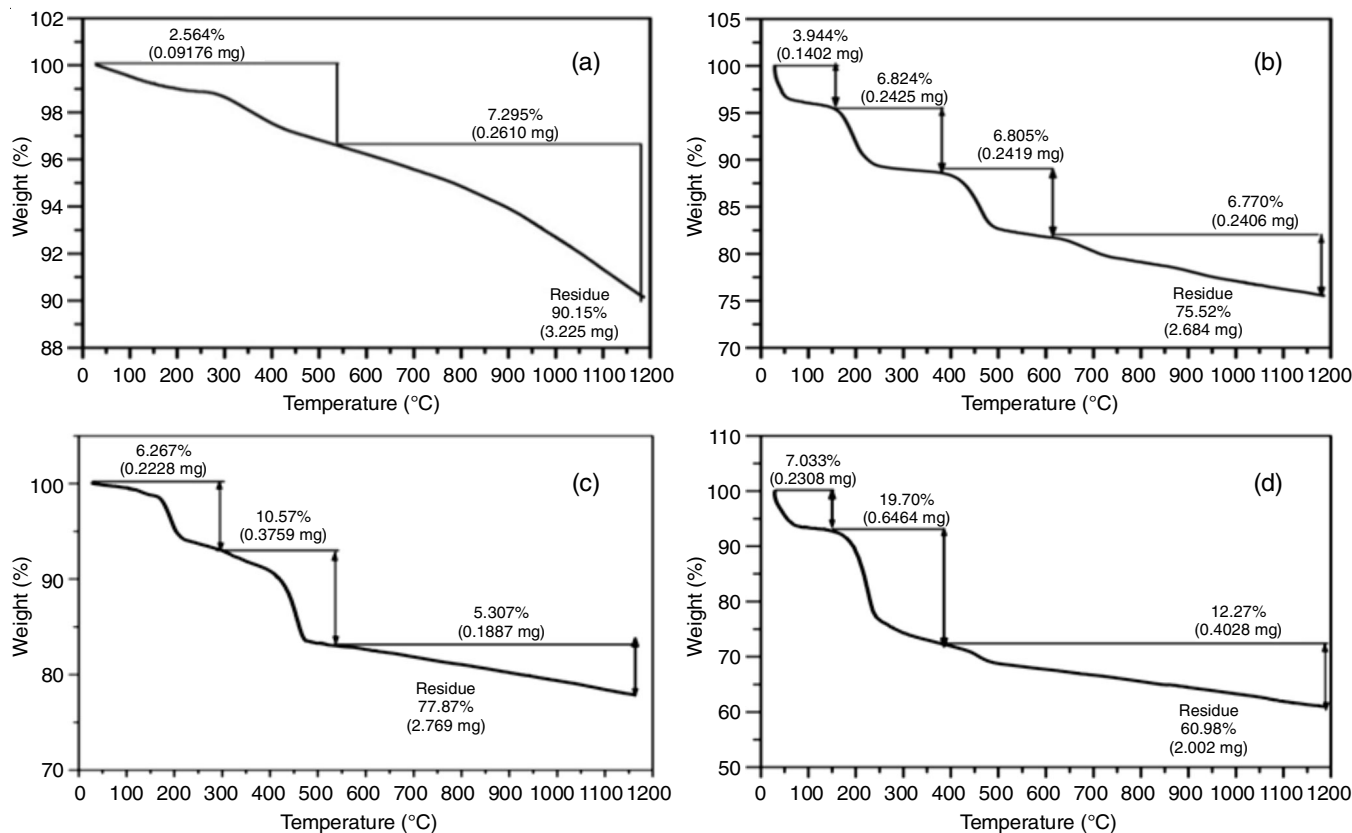 102
100
98
96
94
92
90
88
Weight (%)
2.564%
(0.09176 mg)
(a)
7.295%
(0.2610 mg)
Residue
90.15%
(3.225 mg)
0 100 200 300 400 500 600 700 800 900 1000 1100 1200
Temperature (°C)
105
100
95
90
85
80
75
70
Weight (%)
3.944%
(0.1402 mg)
(b)
6.824%
(0.2425 mg)
6.805%
(0.2419 mg)
6.770%
(0.2406 mg)
Residue
75.52%
(2.684 mg)
0 100 200 300 400 500 600 700 800 900 1000 1100 1200
Temperature (°C)
100
90
80
70
Weight (%)
6.267%
(0.2228 mg)
(c)
10.57%
(0.3759 mg)
5.307%
(0.1887 mg)
Residue
77.87%
(2.769 mg)
0 100 200 300 400 500 600 700 800 900 1000 1100 1200
Temperature (°C)
110
100
90
80
70
60
50
Weight (%)
7.033%
(0.2308 mg)
(d)
19.70%
(0.6464 mg)
12.27%
(0.4028 mg)
Residue
60.98%
(2.002 mg)
0 100 200 300 400 500 600 700 800 900 1000 1100 1200
Temperature (°C)